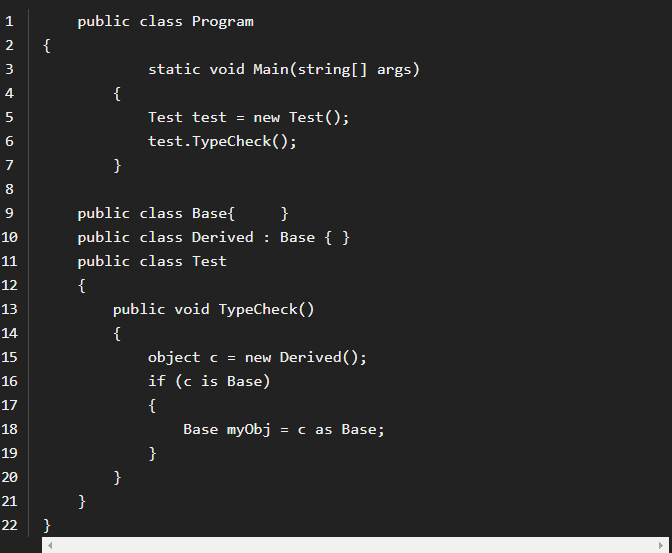 1 public class Program
2 {
3 static void Main(string[] args)
4 {
5 Test test = new Test();
6 test.TypeCheck();
7 }
8
9 public class Base{     }
10 public class Derived : Base { }
11 public class Test
12 {
13 public void TypeCheck()
14 {
15 object c = new Derived();
16 if (c is Base)
17 {
18 Base myObj = c as Base;
19 }
20 }
21 }
22 }